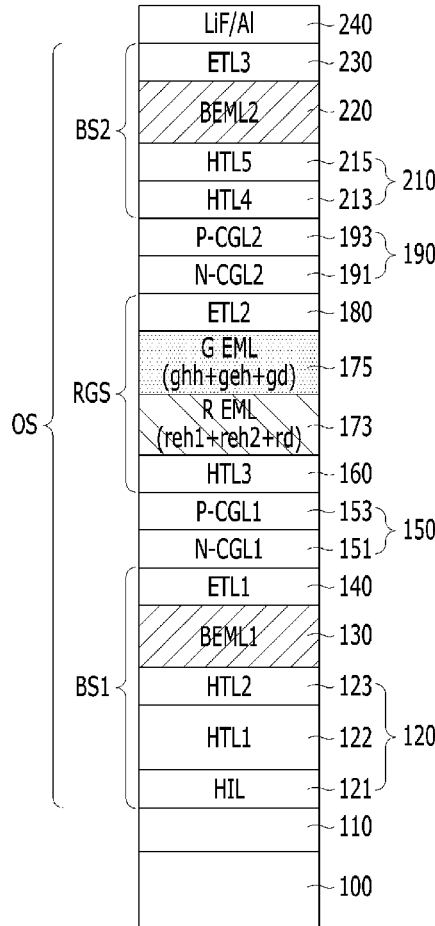 LiF/Al 240
ETL3 230
BEML2 220
BS2
HTL5 215
210
HTL4 213
P-CGL2 193
190
N-CGL2 191
ETL2 180
G EML
(ghh+geh+gd) 175
RGS
OS
R EML
(reh1+reh2+rd) 173
HTL3 160
P-CGL1 153
150
N-CGL1 151
ETL1 140
BEML1 130
BS1
HTL2 123
HTL1 122
120
HIL 121
110
100